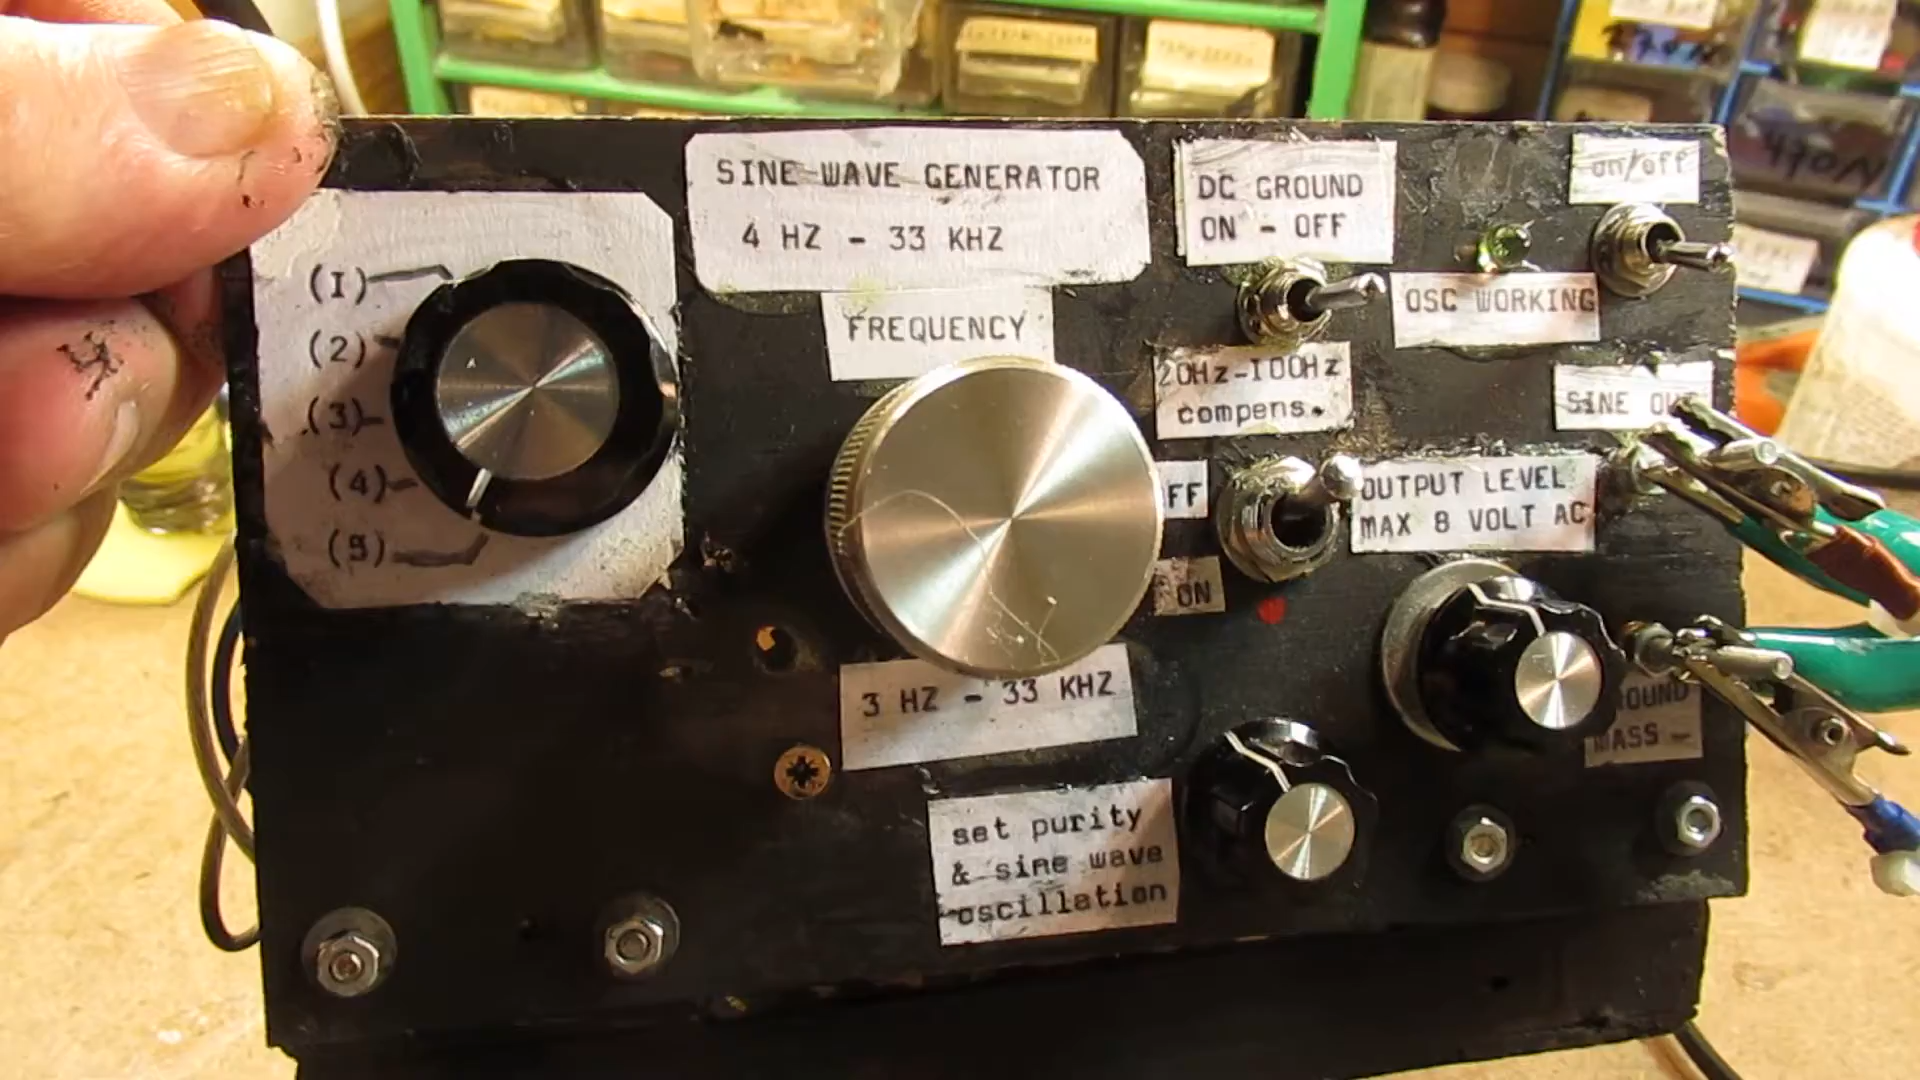 SINE WAVE GENERATOR
4 HZ - 33 KHZ
DC GROUND
ON - OFF
on/off
(1)
(2)
(3)
(4)
(5)
FREQUENCY
OSC WORKING
20Hz-100Hz
compens.
SINE OUT
FF
ON
OUTPUT LEVEL
MAX 8 VOLT AC
3 HZ - 33 KHZ
ROUND
MASS -
set purity
& sine wave
oscillation
470N